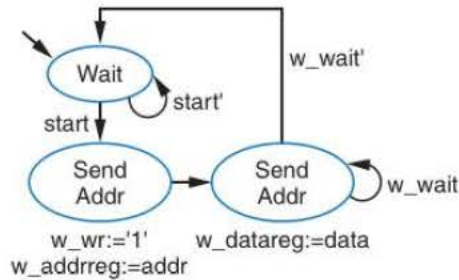 Wait
w_wait'
start'
start
Send
Addr
Send
Addr
w_wait
w_wr:='1'
w_addrreg:=addr
w_datareg:=data